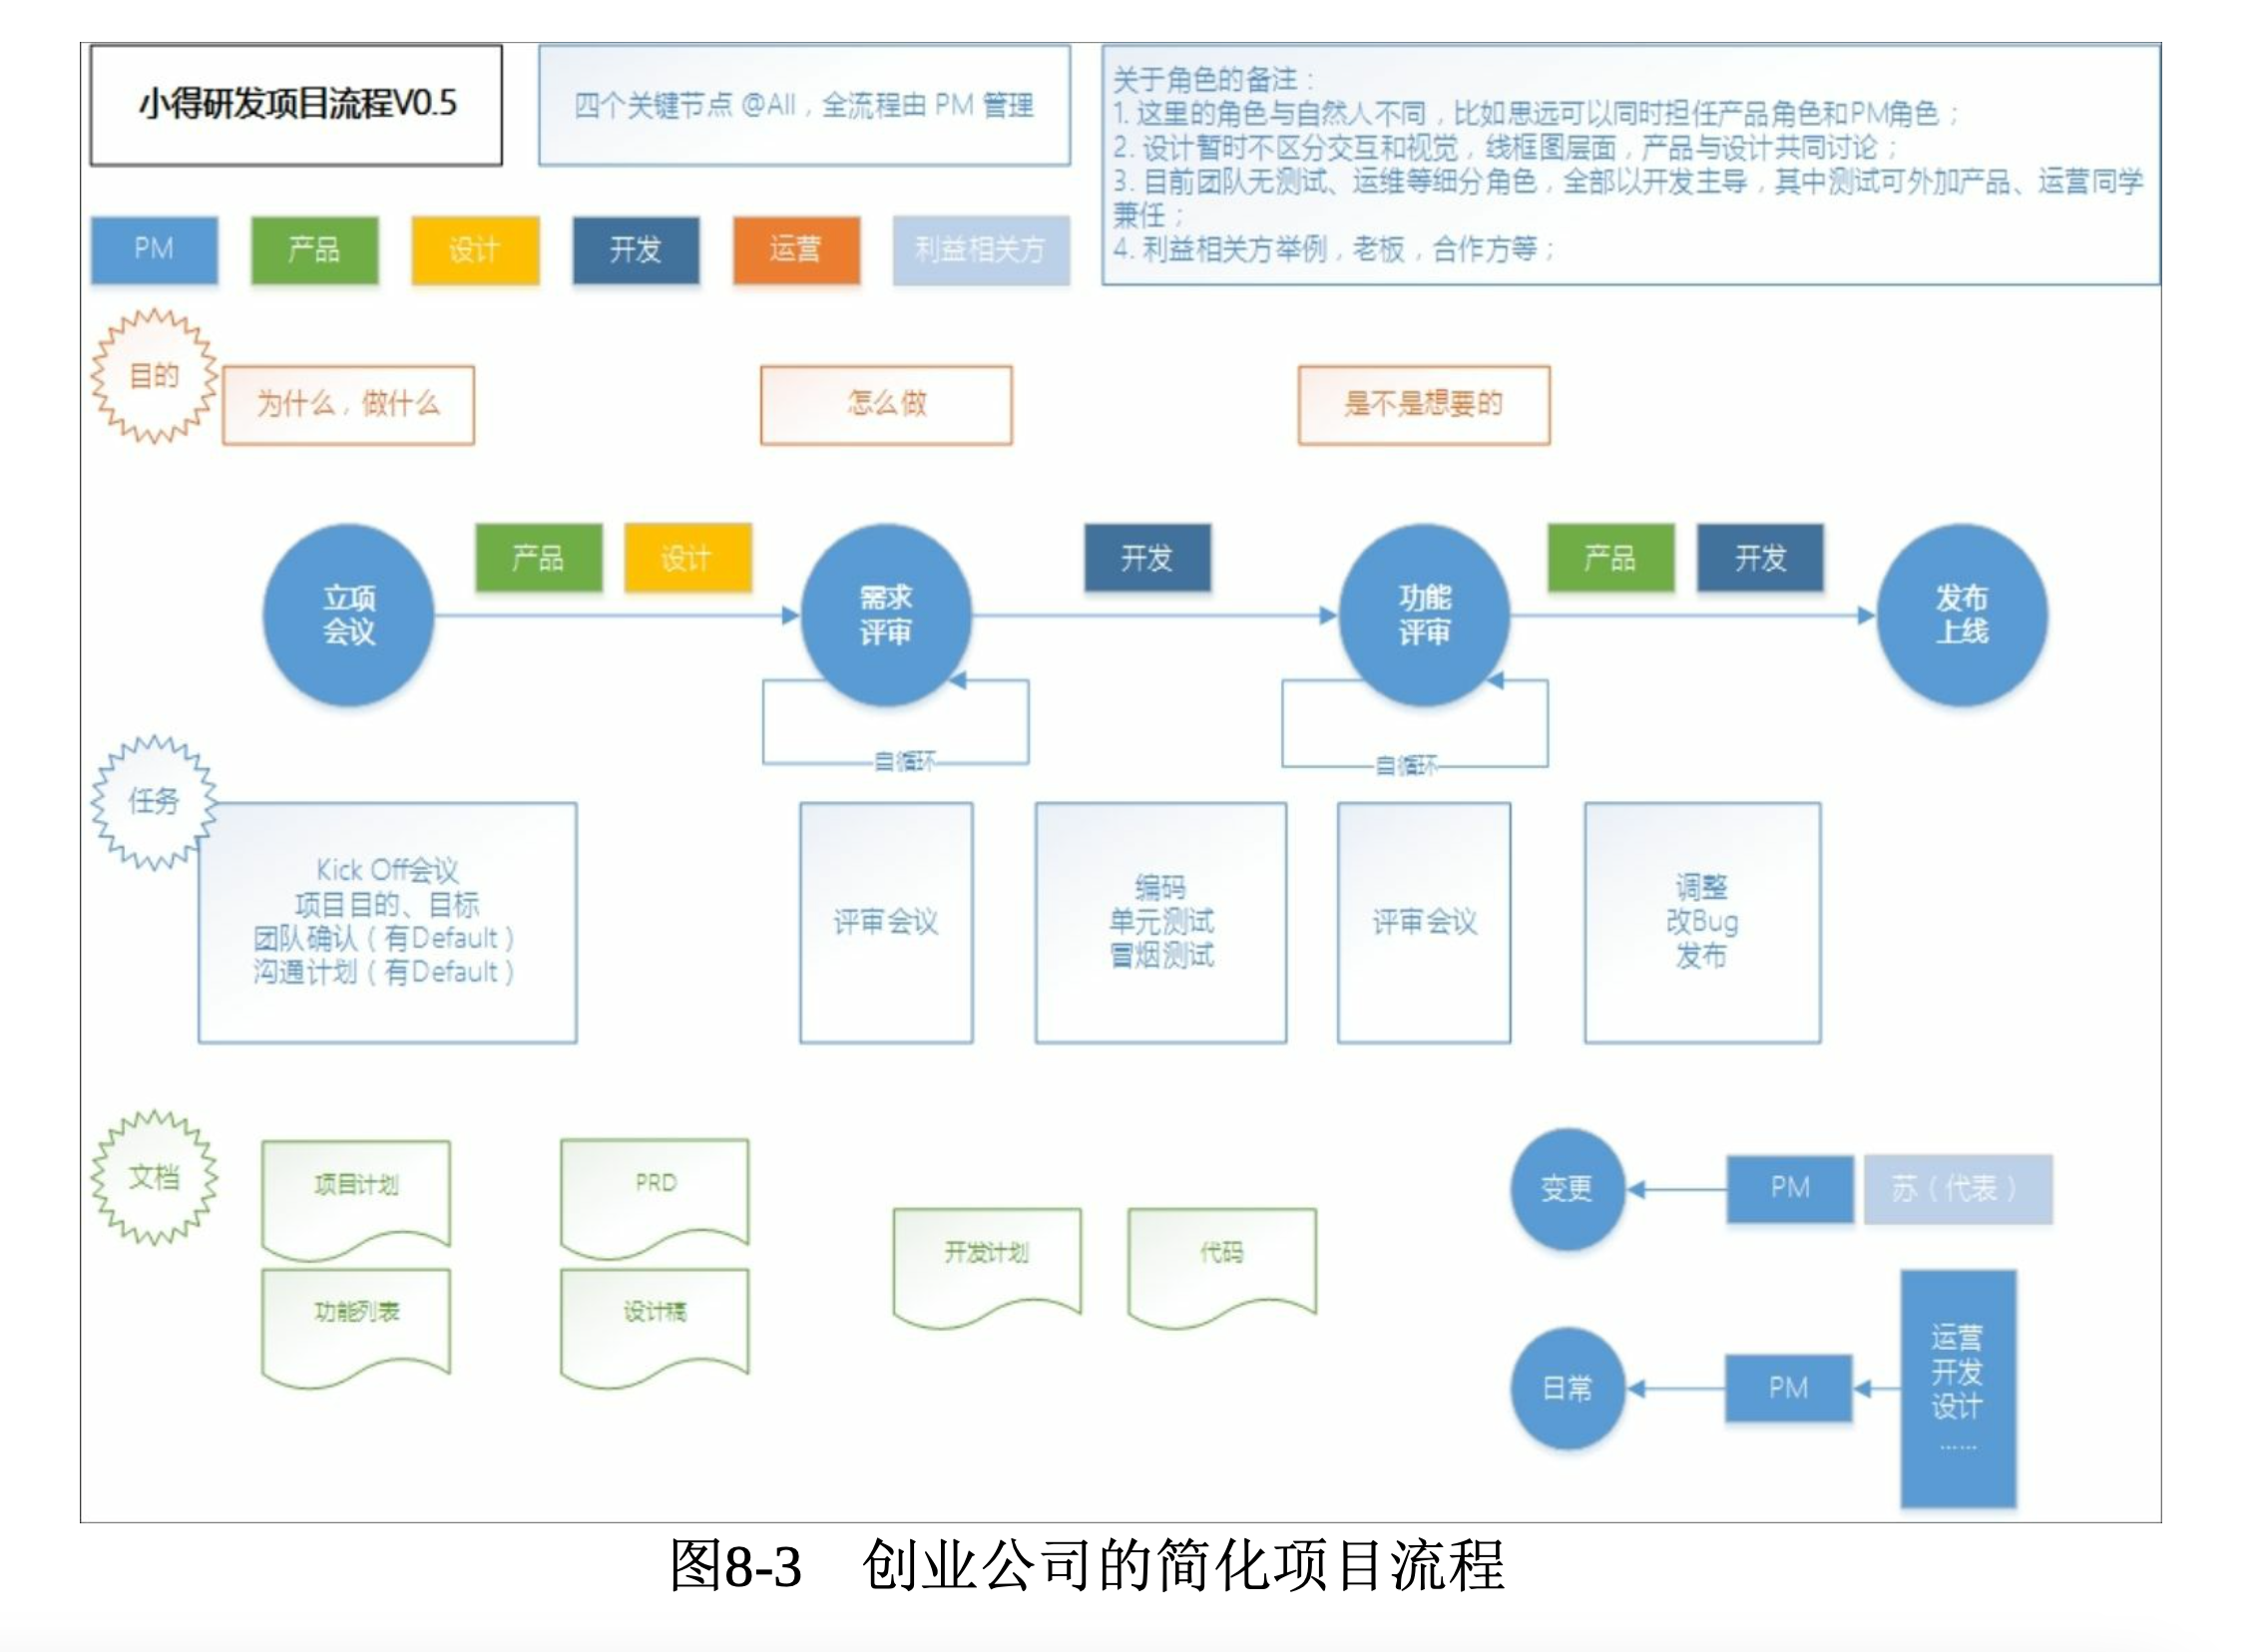 小得研发项目流程V0.5
四个关键节点 @All，全流程由 PM 管理
关于角色的备注：
1. 这里的角色与自然人不同，比如思远可以同时担任产品角色和PM角色；
2. 设计暂时不区分交互和视觉，线框图层面，产品与设计共同讨论；
3. 目前团队无测试、运维等细分角色，全部以开发主导，其中测试可外加产品、运营同学
兼任；
4. 利益相关方举例，老板，合作方等；
PM
产品
设计
开发
运营
利益相关方
目的
为什么，做什么
怎么做
是不是想要的
立项
会议
产品
设计
需求
评审
开发
功能
评审
产品
开发
发布
上线
自循环
自循环
任务
Kick Off会议
项目目的、目标
团队确认（有Default）
沟通计划（有Default）
评审会议
编码
单元测试
冒烟测试
评审会议
调整
改Bug
发布
文档
项目计划
PRD
功能列表
设计稿
开发计划
代码
变更
PM
苏（代表）
日常
PM
运营
开发
设计
……
图8-3 创业公司的简化项目流程